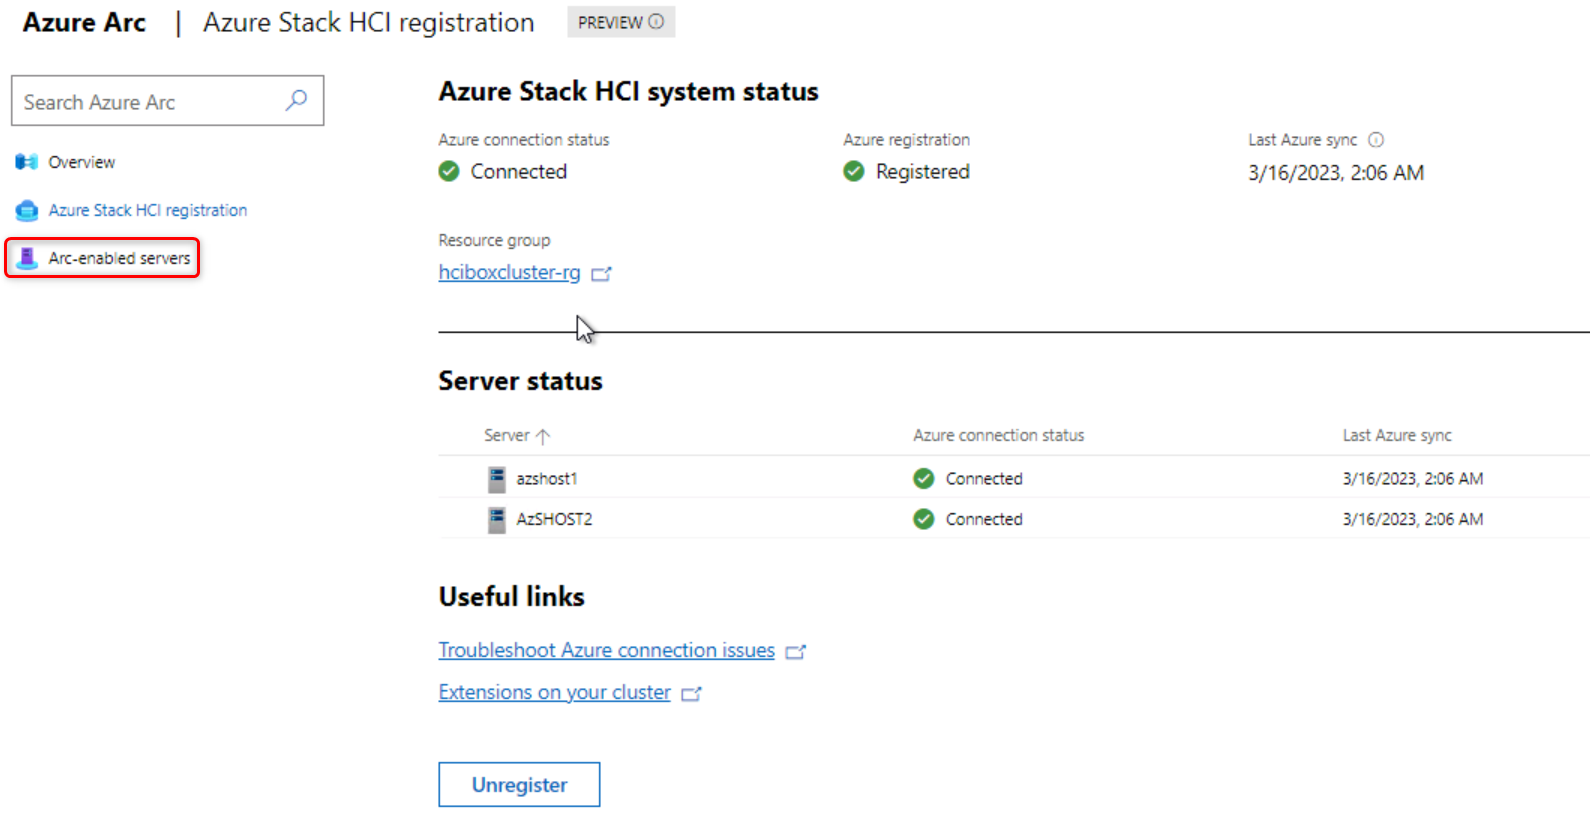 Azure Arc | Azure Stack HCI registration PREVIEW
Search Azure Arc
Overview
Azure Stack HCI registration
Arc-enabled servers
Azure Stack HCI system status
Azure connection status Azure registration Last Azure sync
Connected Registered 3/16/2023, 2:06 AM
Resource group
hciboxcluster-rg
Server status
Server Azure connection status Last Azure sync
azshost1 Connected 3/16/2023, 2:06 AM
AzSHOST2 Connected 3/16/2023, 2:06 AM
Useful links
Troubleshoot Azure connection issues
Extensions on your cluster
Unregister